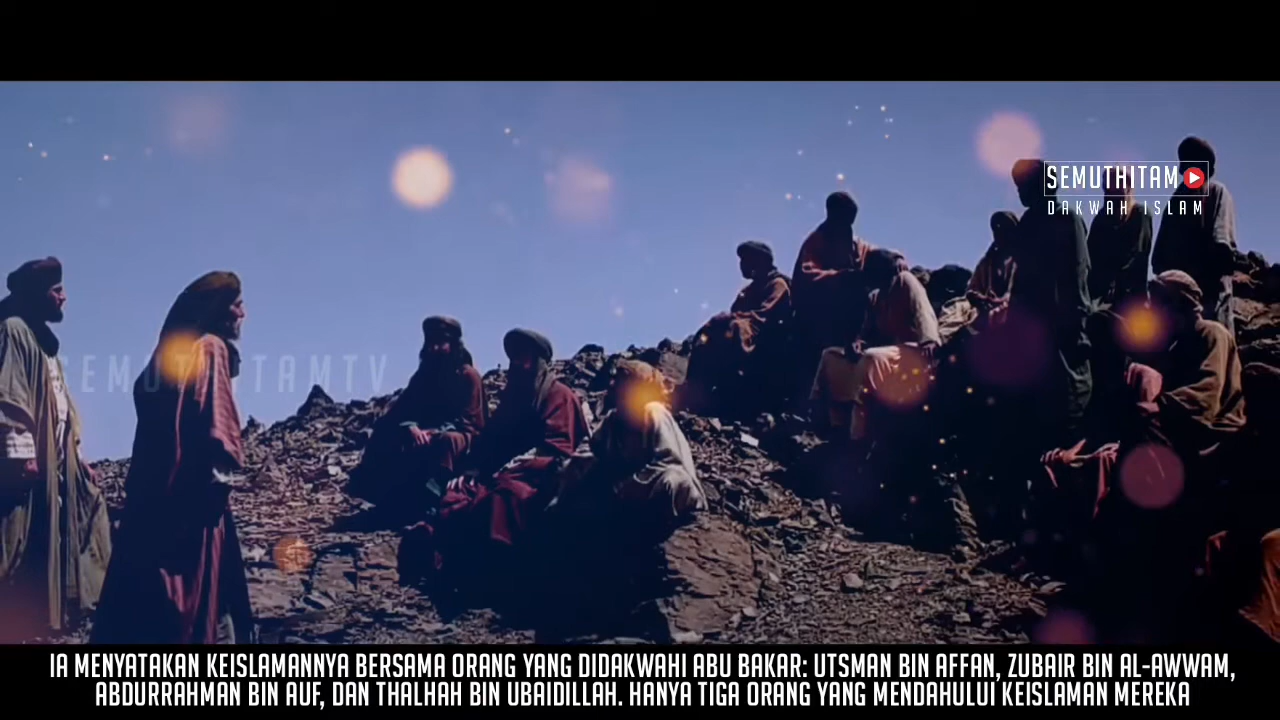 SEMUTHITAM
DAKWAH ISLAM
SEMUTHITAMTV
IA MENYATAKAN KEISLAMANNYA BERSAMA ORANG YANG DIDAKWAHI ABU BAKAR: UTSMAN BIN AFFAN, ZUBAIR BIN AL-AWWAM,
ABDURRAHMAN BIN AUF, DAN THALHAH BIN UBAIDILLAH. HANYA TIGA ORANG YANG MENDAHULUI KEISLAMAN MEREKA